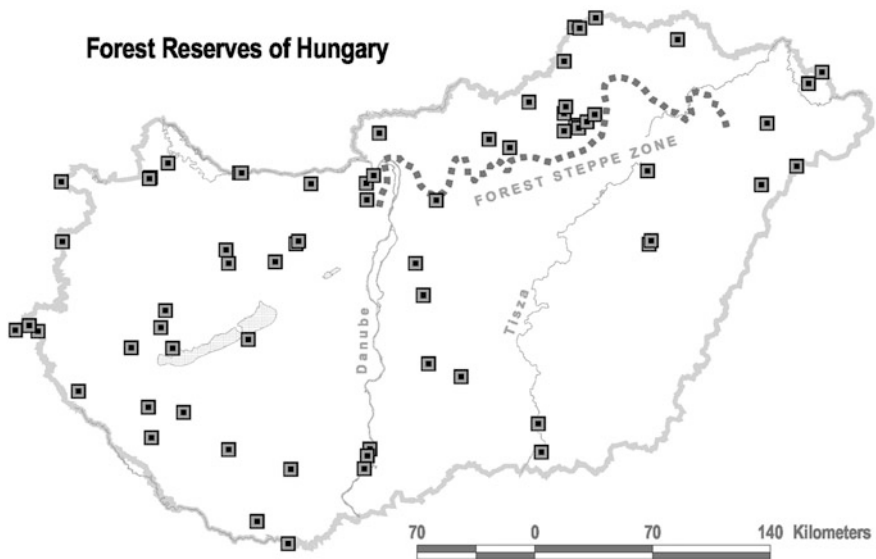 Forest Reserves of Hungary
FOREST STEPPE ZONE
Danube
Tisza
70 0 70 140 Kilometers